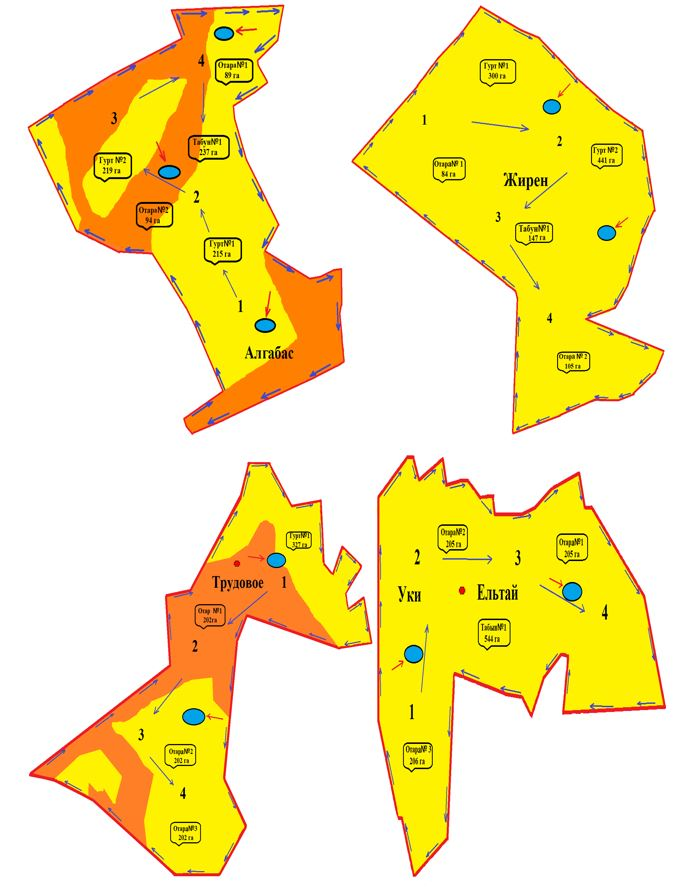 4
Отара№1
89 га
3
Табун№1
237 га
Гурт №2
219 га
2
Отара№2
94 га
Гурт№1
215 га
1
Алгабас
Гурт №1
300 га
1
2
Гурт №2
441 га
Отара№ 1
84 га
Жирен
3
Табун№1
147 га
4
Отара № 2
105 га
Гурт№1
327 га
Трудовое
1
Отар №1
202га
2
3
Отара№2
202 га
4
Отара№3
202 га
Отара№2
205 га
Отара№1
205 га
2
3
Уки
Ельтай
4
Табын№1
544 га
1
Отара№ 3
206 га